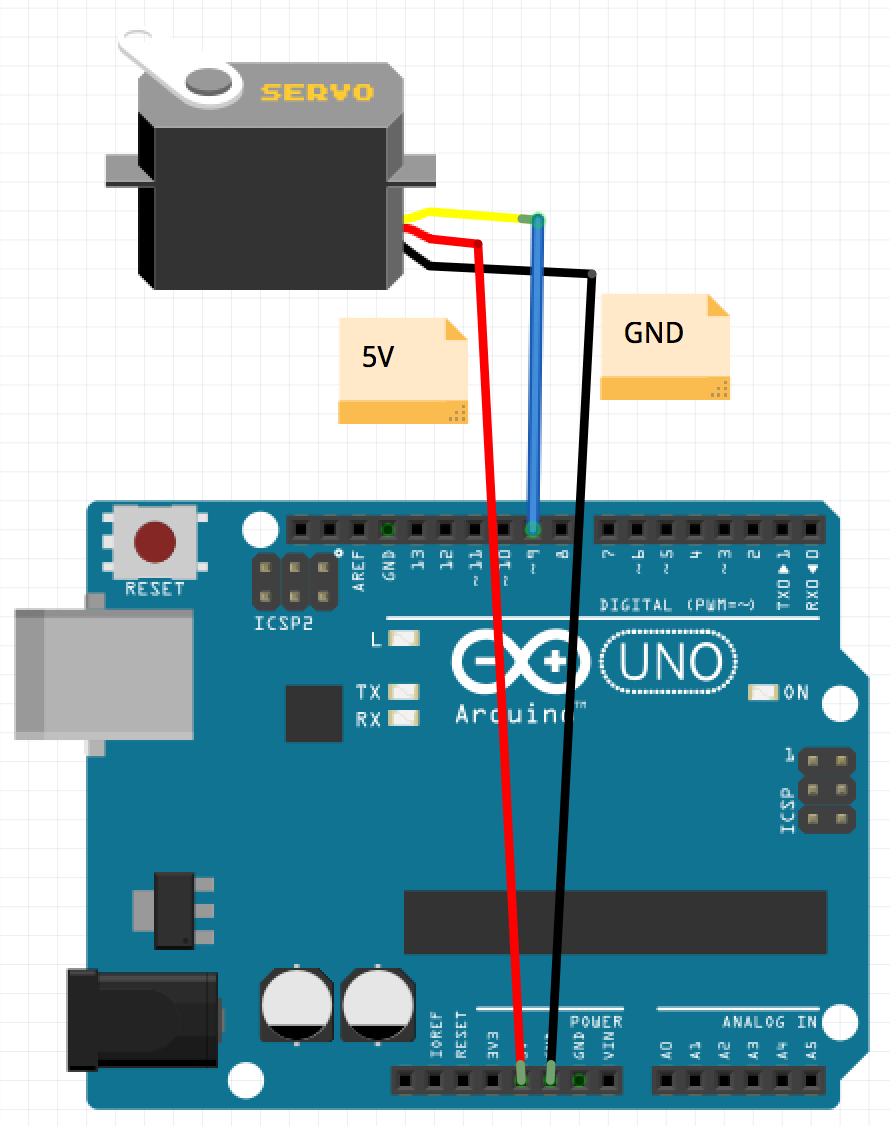 SERVO
5V
GND
RESET
ICSP2
AREF
GND
13
12
~11
~10
~9
8
7
~6
~5
4
~3
2
TX0▶1
RX0◀0
DIGITAL (PWM=~)
L
TX
RX
Arduino™
UNO
ON
1
ICSP
IOREF
RESET
3V3
GND
VIN
POWER
ANALOG IN
A0
A1
A2
A3
A4
A5